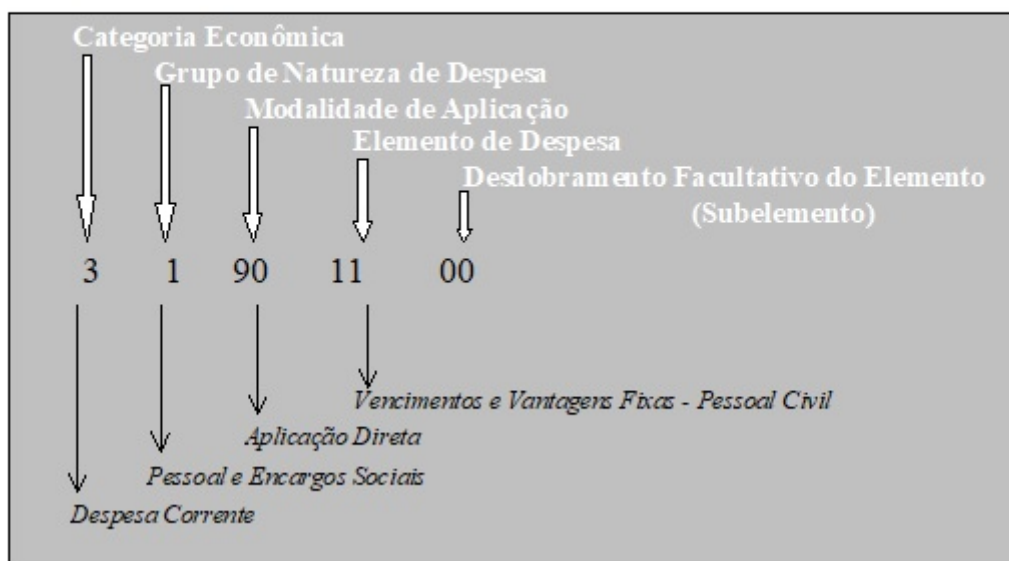 Categoria Econômica
Grupo de Natureza de Despesa
Modalidade de Aplicação
Elemento de Despesa
Desdobramento Facultativo do Elemento
(Subelemento)
3 1 90 11 00
Vencimentos e Vantagens Fixas - Pessoal Civil
Aplicação Direta
Pessoal e Encargos Sociais
Despesa Corrente